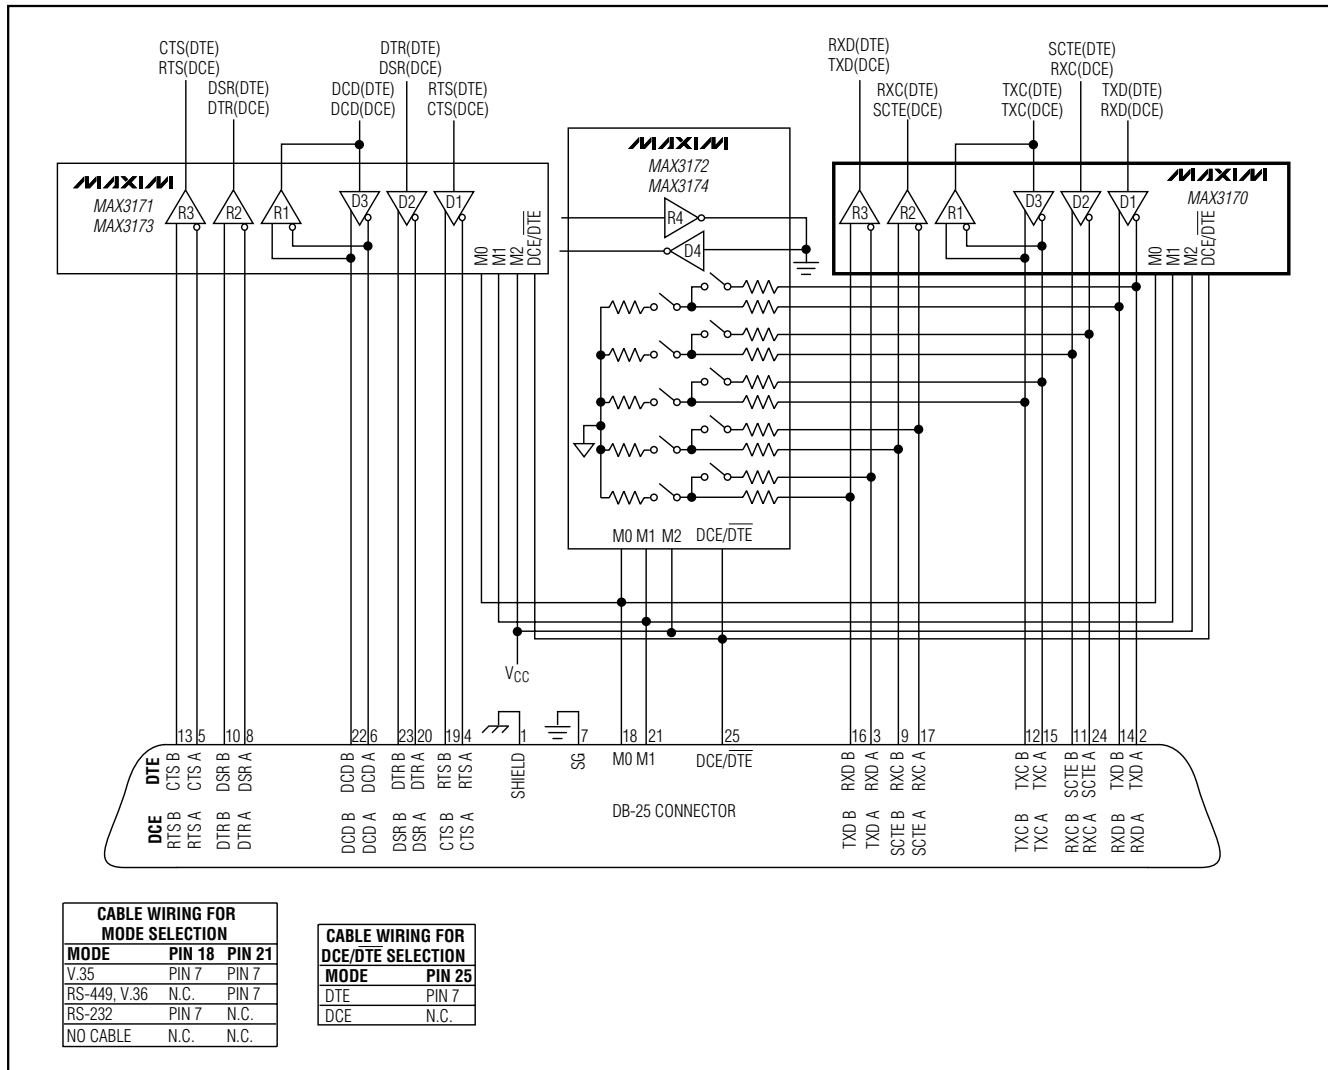 CTS(DTE)
RTS(DCE)
DSR(DTE)
DTR(DCE)
DCD(DTE)
DCD(DCE)
DTR(DTE)
DSR(DCE)
RTS(DTE)
CTS(DCE)
RXD(DTE)
TXD(DCE)
RXC(DTE)
SCTE(DCE)
TXC(DTE)
TXC(DCE)
SCTE(DTE)
RXC(DCE)
TXD(DTE)
RXD(DCE)
MAXIM
MAX3171
MAX3173
R3
R2
R1
D3
D2
D1
M0
M1
M2
DCE/DTE
MAXIM
MAX3172
MAX3174
R4
D4
M0 M1 M2 DCE/DTE
MAXIM
MAX3170
R3
R2
R1
D3
D2
D1
M0
M1
M2
DCE/DTE
VCC
13 5 10 8 22 6 23 20 19 4 1 7 18 21 25 16 3 9 17 12 15 11 24 14 2
DTE
CTS B
CTS A
DSR B
DSR A
DCD B
DCD A
DTR B
DTR A
RTS B
RTS A
SHIELD
SG
M0 M1
DCE/DTE
RXD B
RXD A
RXC B
RXC A
TXC B
TXC A
SCTE B
SCTE A
TXD B
TXD A
DB-25 CONNECTOR
DCE
RTS B
RTS A
DTR B
DTR A
DCD B
DCD A
DSR B
DSR A
CTS B
CTS A
TXD B
TXD A
SCTE B
SCTE A
TXC B
TXC A
RXC B
RXC A
RXD B
RXD A
CABLE WIRING FOR
MODE SELECTION
MODE PIN 18 PIN 21
V.35 PIN 7 PIN 7
RS-449, V.36 N.C. PIN 7
RS-232 PIN 7 N.C.
NO CABLE N.C. N.C.
CABLE WIRING FOR
DCE/DTE SELECTION
MODE PIN 25
DTE PIN 7
DCE N.C.